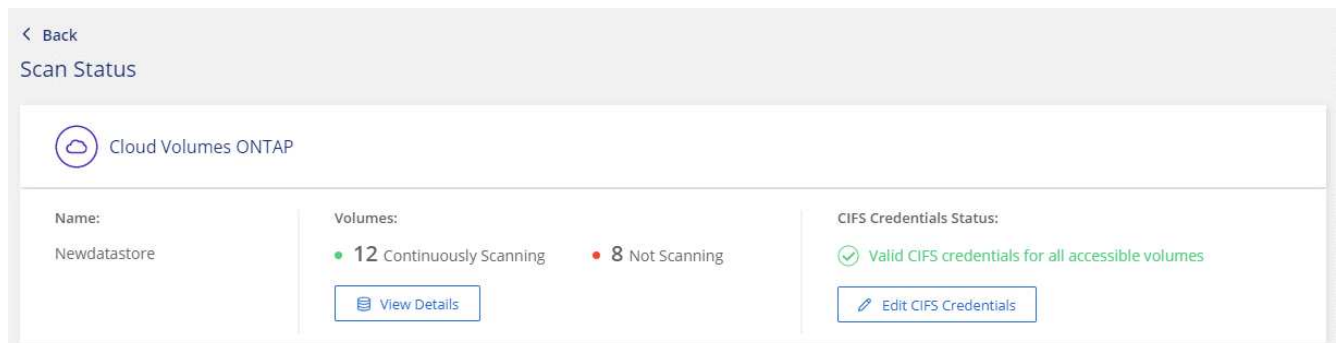 Back
Scan Status
Cloud Volumes ONTAP
Name:
Newdatastore
Volumes:
12 Continuously Scanning
8 Not Scanning
View Details
CIFS Credentials Status:
Valid CIFS credentials for all accessible volumes
Edit CIFS Credentials